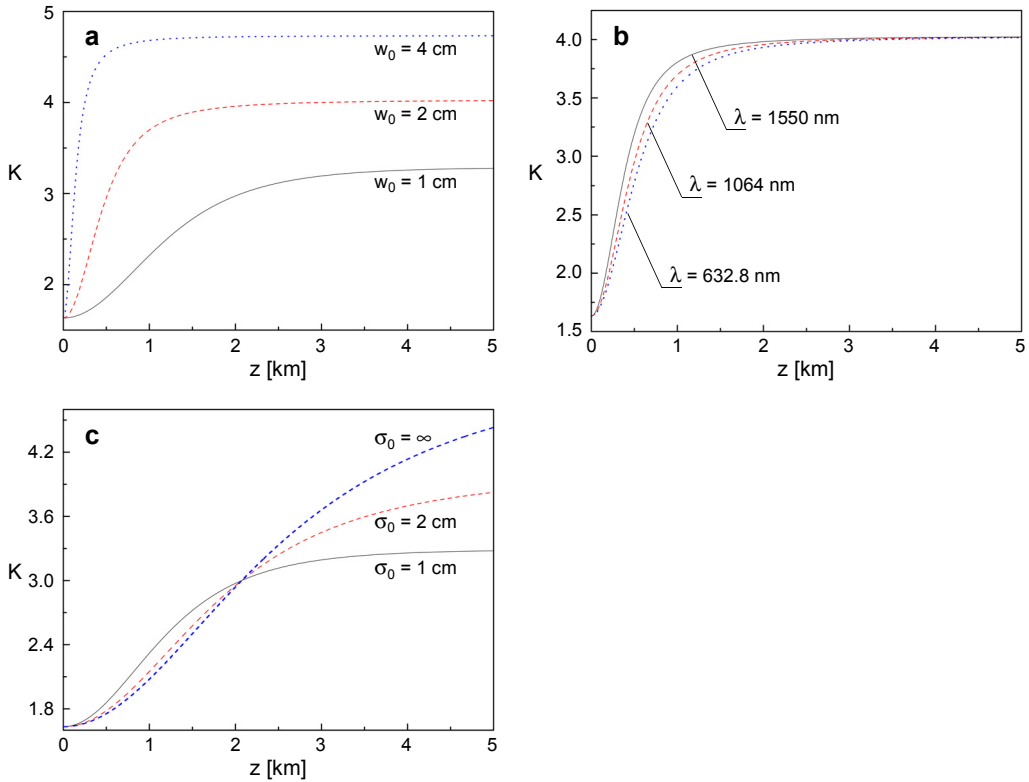 a
5
4
3
2
K
w0 = 4 cm
w0 = 2 cm
w0 = 1 cm
0 1 2 3 4 5
z [km]
b
4.0
3.5
3.0
2.5
2.0
1.5
K
λ = 1550 nm
λ = 1064 nm
λ = 632.8 nm
0 1 2 3 4 5
z [km]
c
4.2
3.6
3.0
2.4
1.8
K
σ0 = ∞
σ0 = 2 cm
σ0 = 1 cm
0 1 2 3 4 5
z [km]